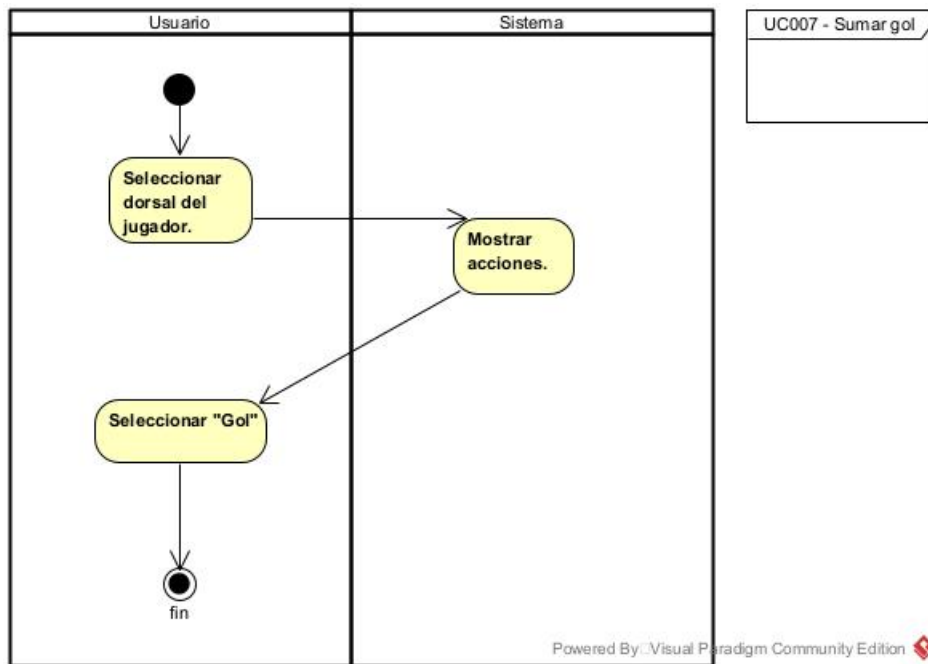 Usuario
Sistema
UC007 - Sumar gol
Seleccionar
dorsal del
jugador.
Mostrar
acciones.
Seleccionar "Gol"
fin
Powered By Visual Paradigm Community Edition